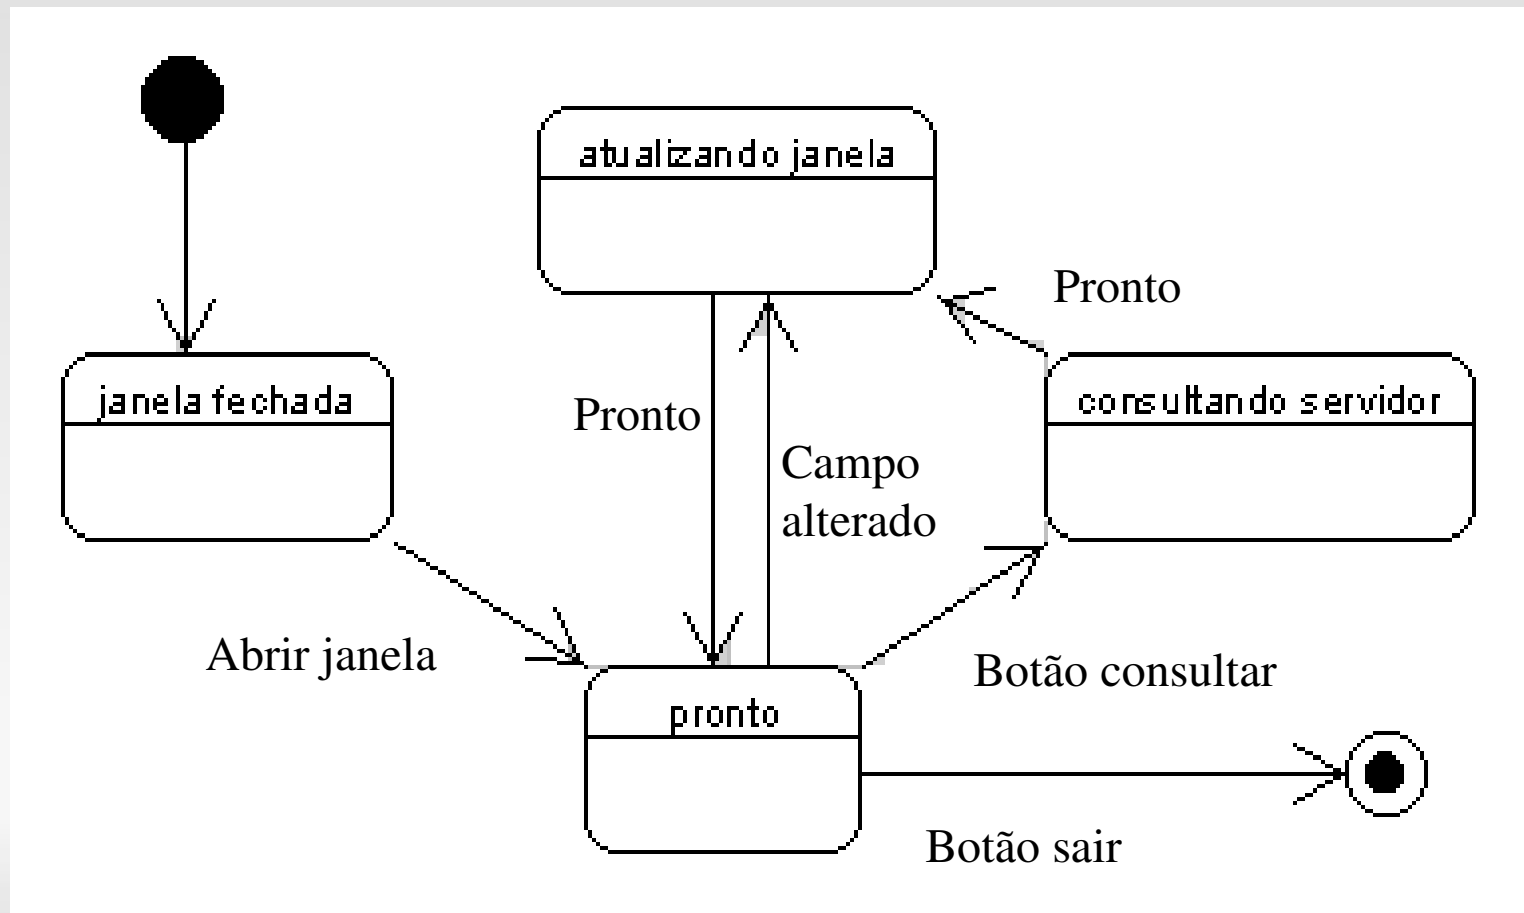 atualizando janela
Pronto
janela fechada
consultando servidor
Pronto
Campo
alterado
Abrir janela
Botão consultar
pronto
Botão sair